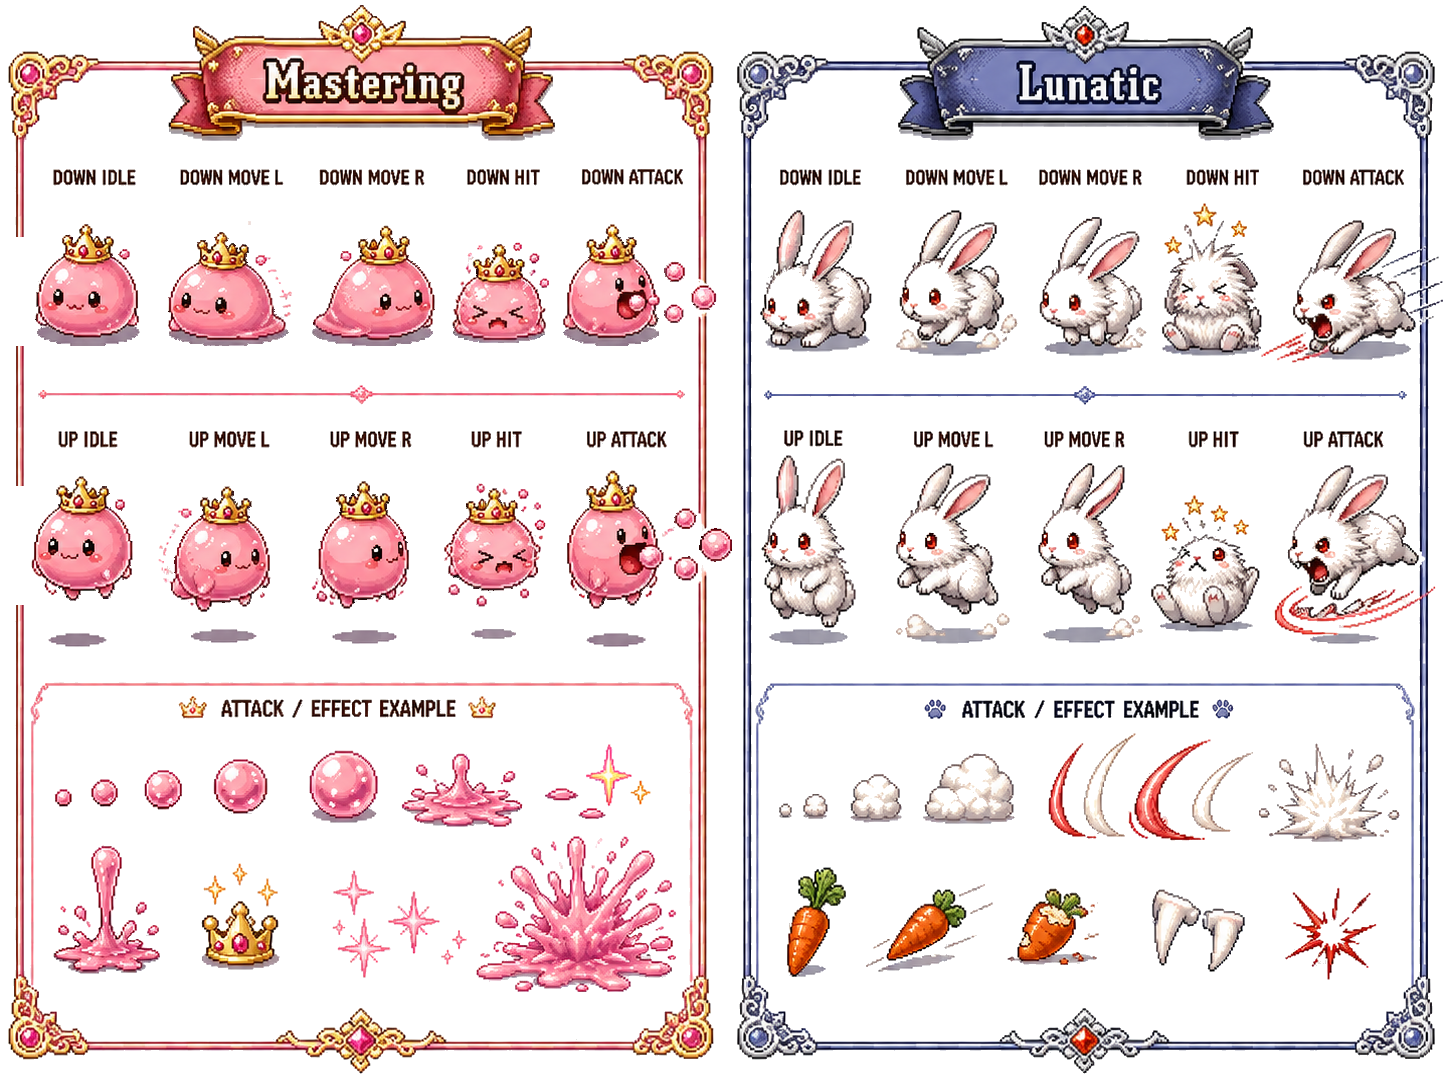 Mastering
DOWN IDLE
DOWN MOVE L
DOWN MOVE R
DOWN HIT
DOWN ATTACK
UP IDLE
UP MOVE L
UP MOVE R
UP HIT
UP ATTACK
ATTACK / EFFECT EXAMPLE
Lunatic
DOWN IDLE
DOWN MOVE L
DOWN MOVE R
DOWN HIT
DOWN ATTACK
UP IDLE
UP MOVE L
UP MOVE R
UP HIT
UP ATTACK
ATTACK / EFFECT EXAMPLE